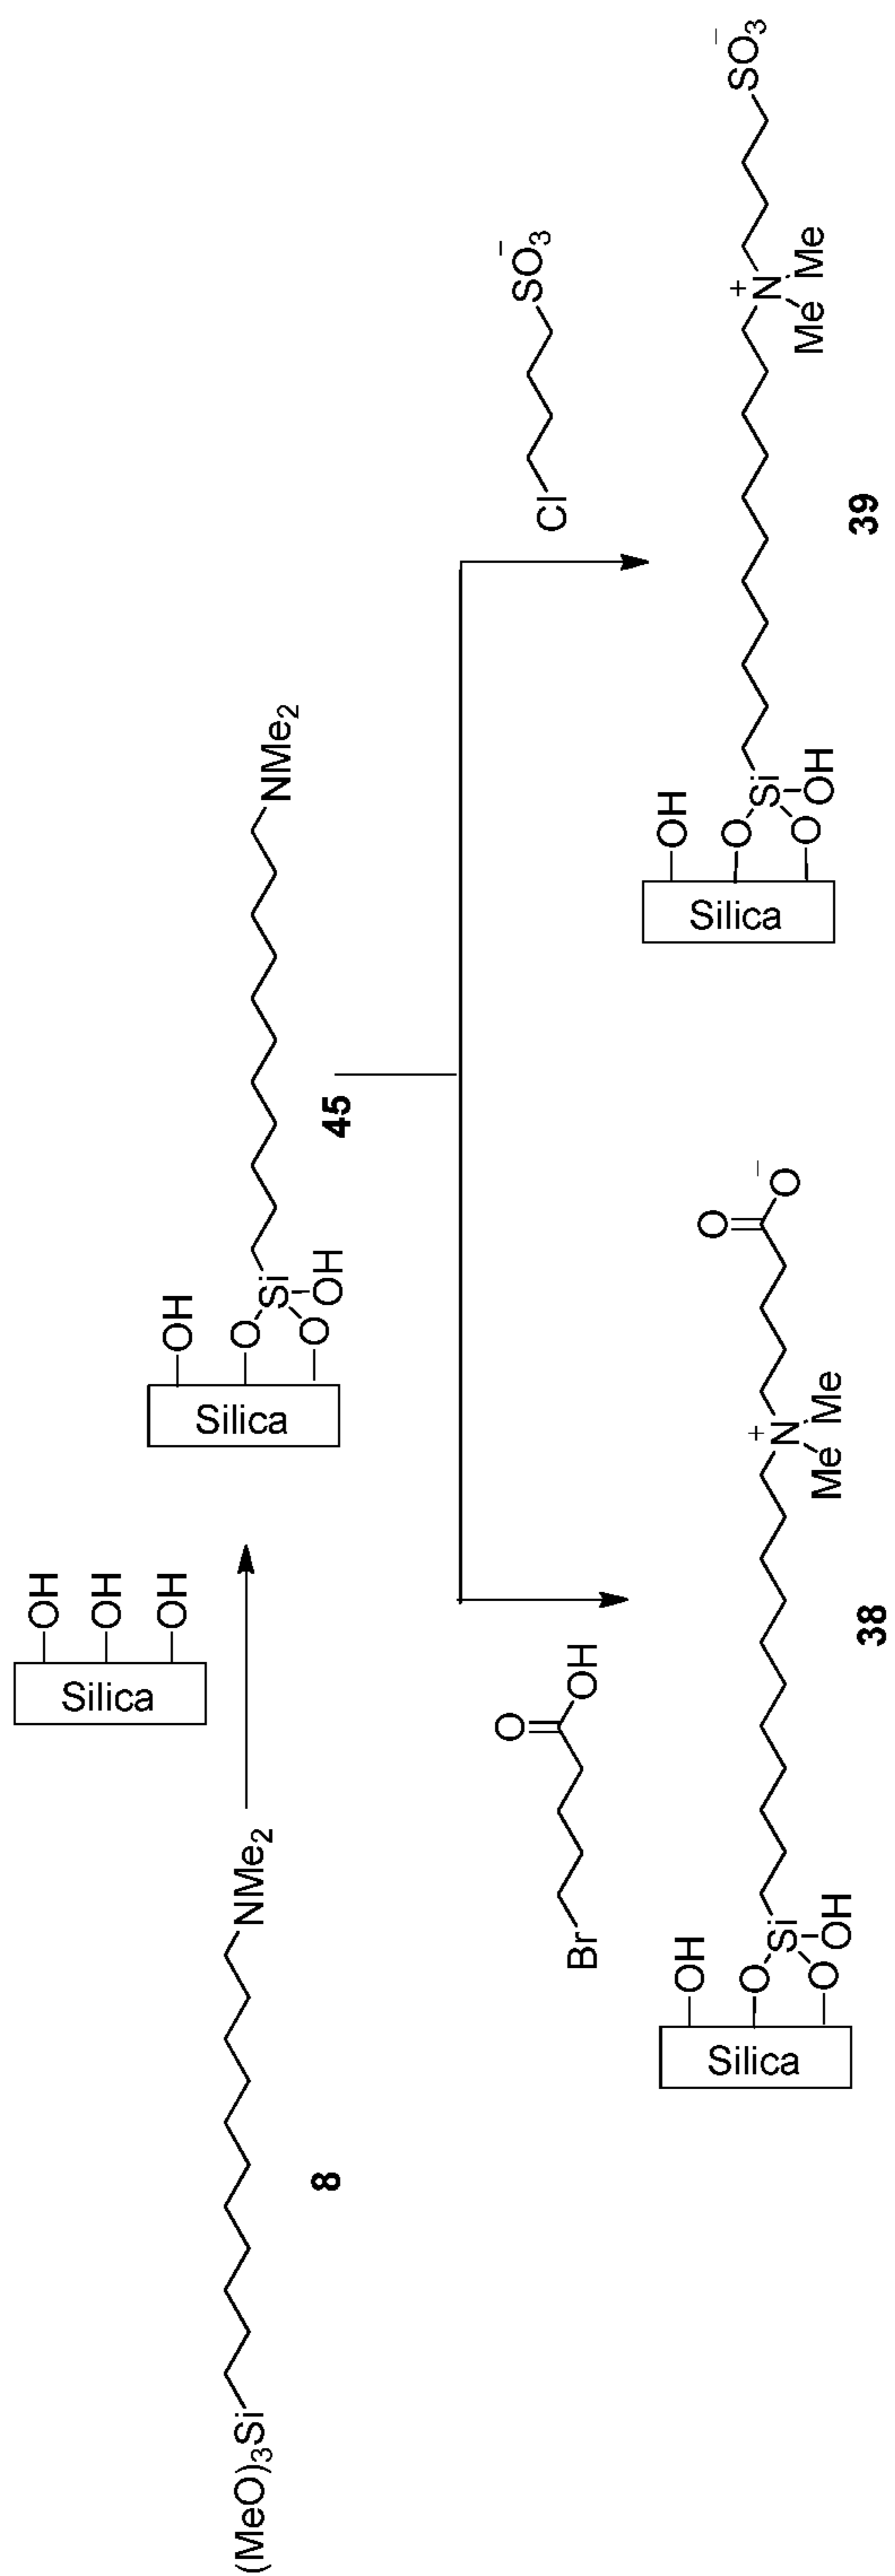 Silica
OH
OH
OH
(MeO)3Si
NMe2
8
Silica
OH
O
Si
O
OH
NMe2
45
Br
O
OH
Cl
SO3−
Silica
OH
O
Si
O
OH
+
N
Me
Me
O
O−
38
Silica
OH
O
Si
O
OH
+
N
Me
Me
SO3−
39